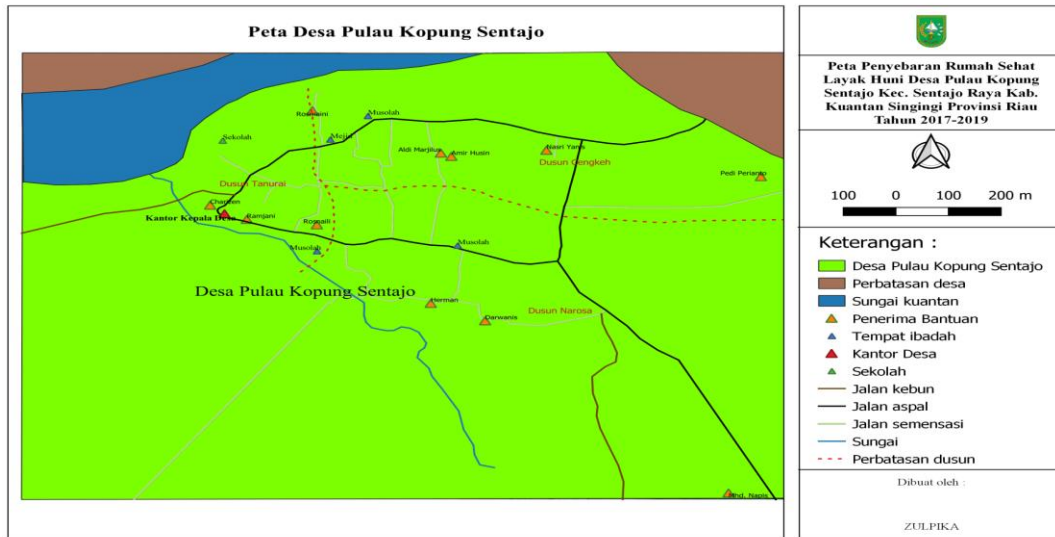 Peta Desa Pulau Kopung Sentajo
Musolah
Sekolah
Mejid
Aldi Marjilus
Amir Husin
Nasri Yanis
Dusun Cengkeh
Pedi Perianto
Dusun Tanurai
Kantor Kepala Desa
Ramjani
Rosnaili
Musolah
Musolah
Desa Pulau Kopung Sentajo
Herman
Darwanis
Dusun Narosa
Peta Penyebaran Rumah Sehat
Layak Huni Desa Pulau Kopung
Sentajo Kec. Sentajo Raya Kab.
Kuantan Singingi Provinsi Riau
Tahun 2017-2019
100 0 100 200 m
Keterangan :
Desa Pulau Kopung Sentajo
Perbatasan desa
Sungai kuantan
Penerima Bantuan
Tempat ibadah
Kantor Desa
Sekolah
Jalan kebun
Jalan aspal
Jalan semensasi
Sungai
Perbatasan dusun
Dibuat oleh :
ZULPIKA